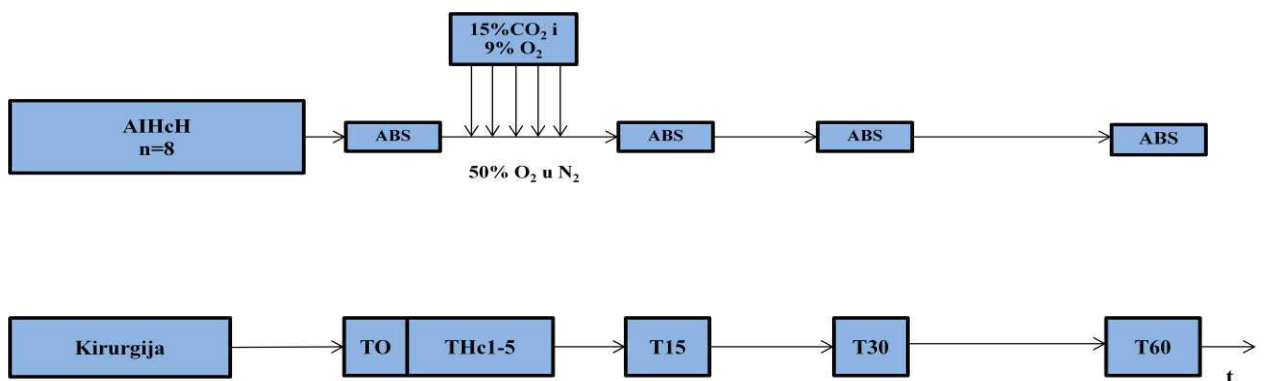 15%CO₂ i
9% O₂
AIHcH
n=8
ABS
ABS
ABS
ABS
50% O₂ u N₂
Kirurgija
TO
THc1-5
T15
T30
T60
t.